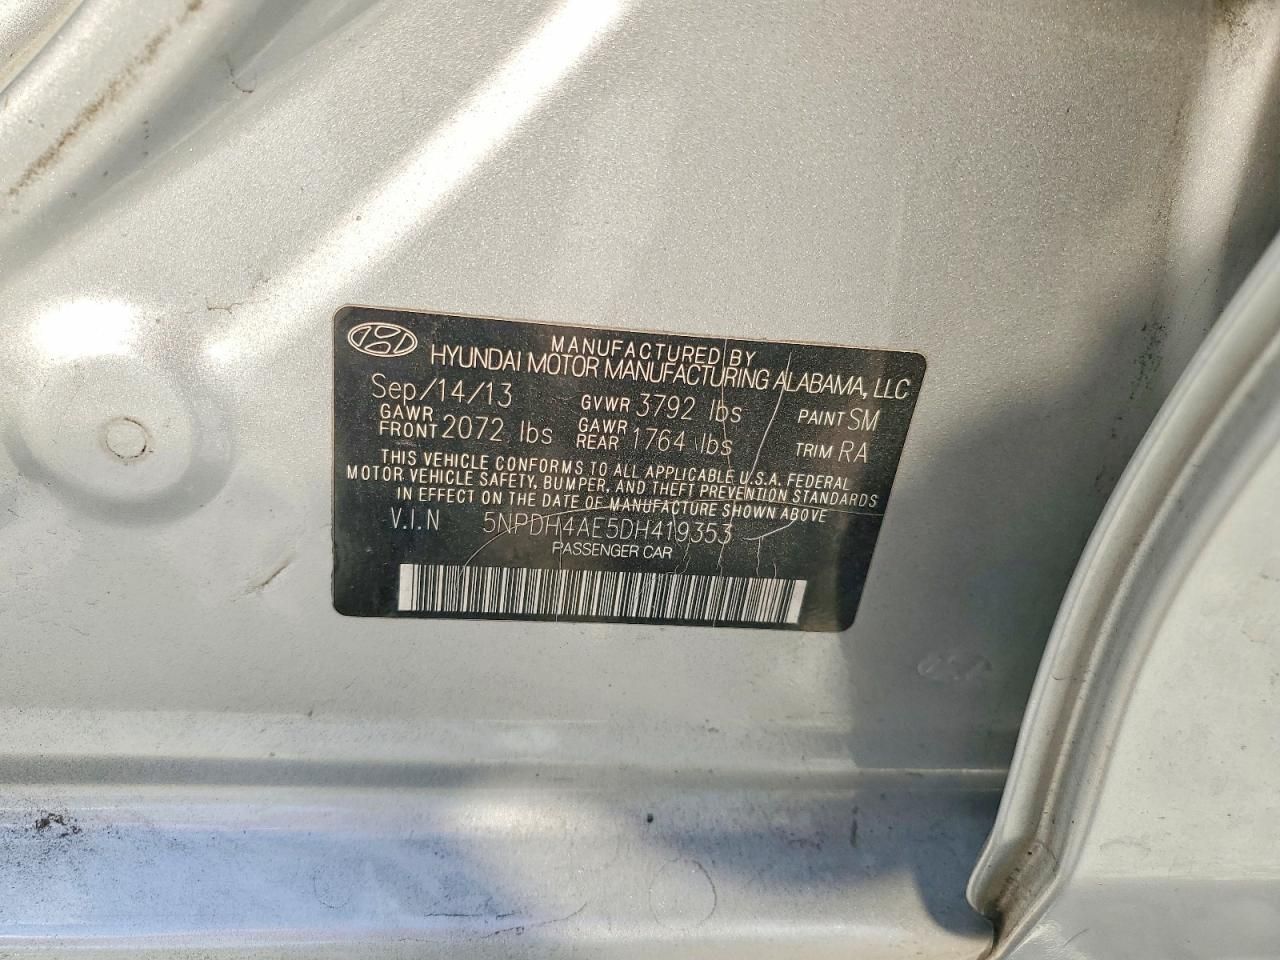 MANUFACTURED BY
HYUNDAI MOTOR MANUFACTURING ALABAMA, LLC
Sep/14/13 GVWR 3792 lbs PAINT SM
GAWR FRONT 2072 lbs GAWR REAR 1764 lbs TRIM RA
THIS VEHICLE CONFORMS TO ALL APPLICABLE U.S.A. FEDERAL
MOTOR VEHICLE SAFETY, BUMPER, AND THEFT PREVENTION STANDARDS
IN EFFECT ON THE DATE OF MANUFACTURE SHOWN ABOVE
V.I.N 5NPDH4AE5DH419353
PASSENGER CAR